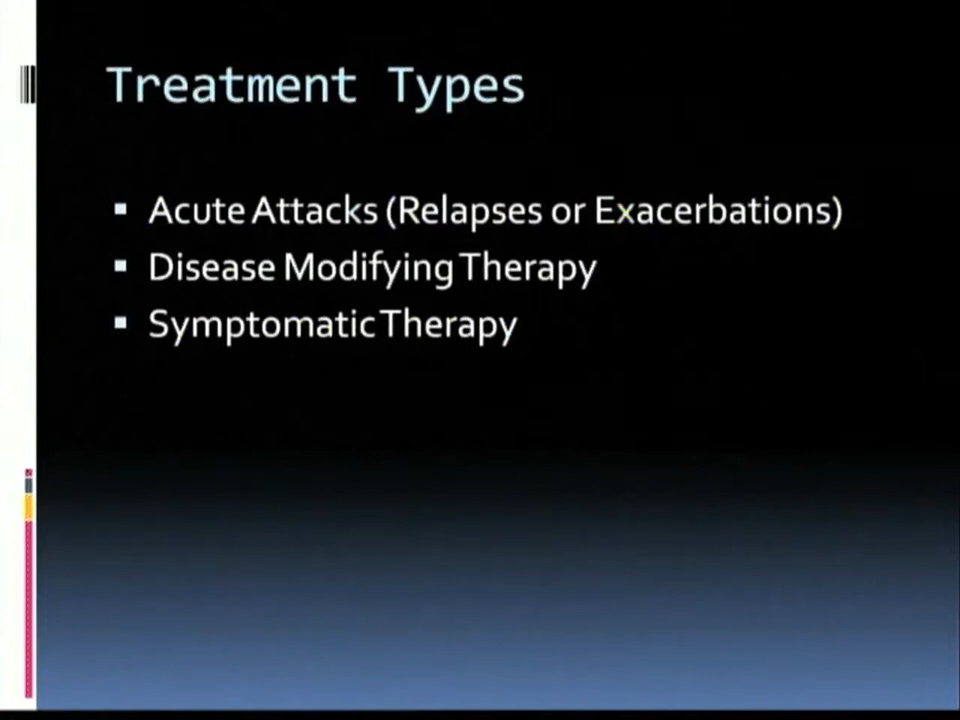 Treatment Types
Acute Attacks (Relapses or Exacerbations)
Disease Modifying Therapy
Symptomatic Therapy